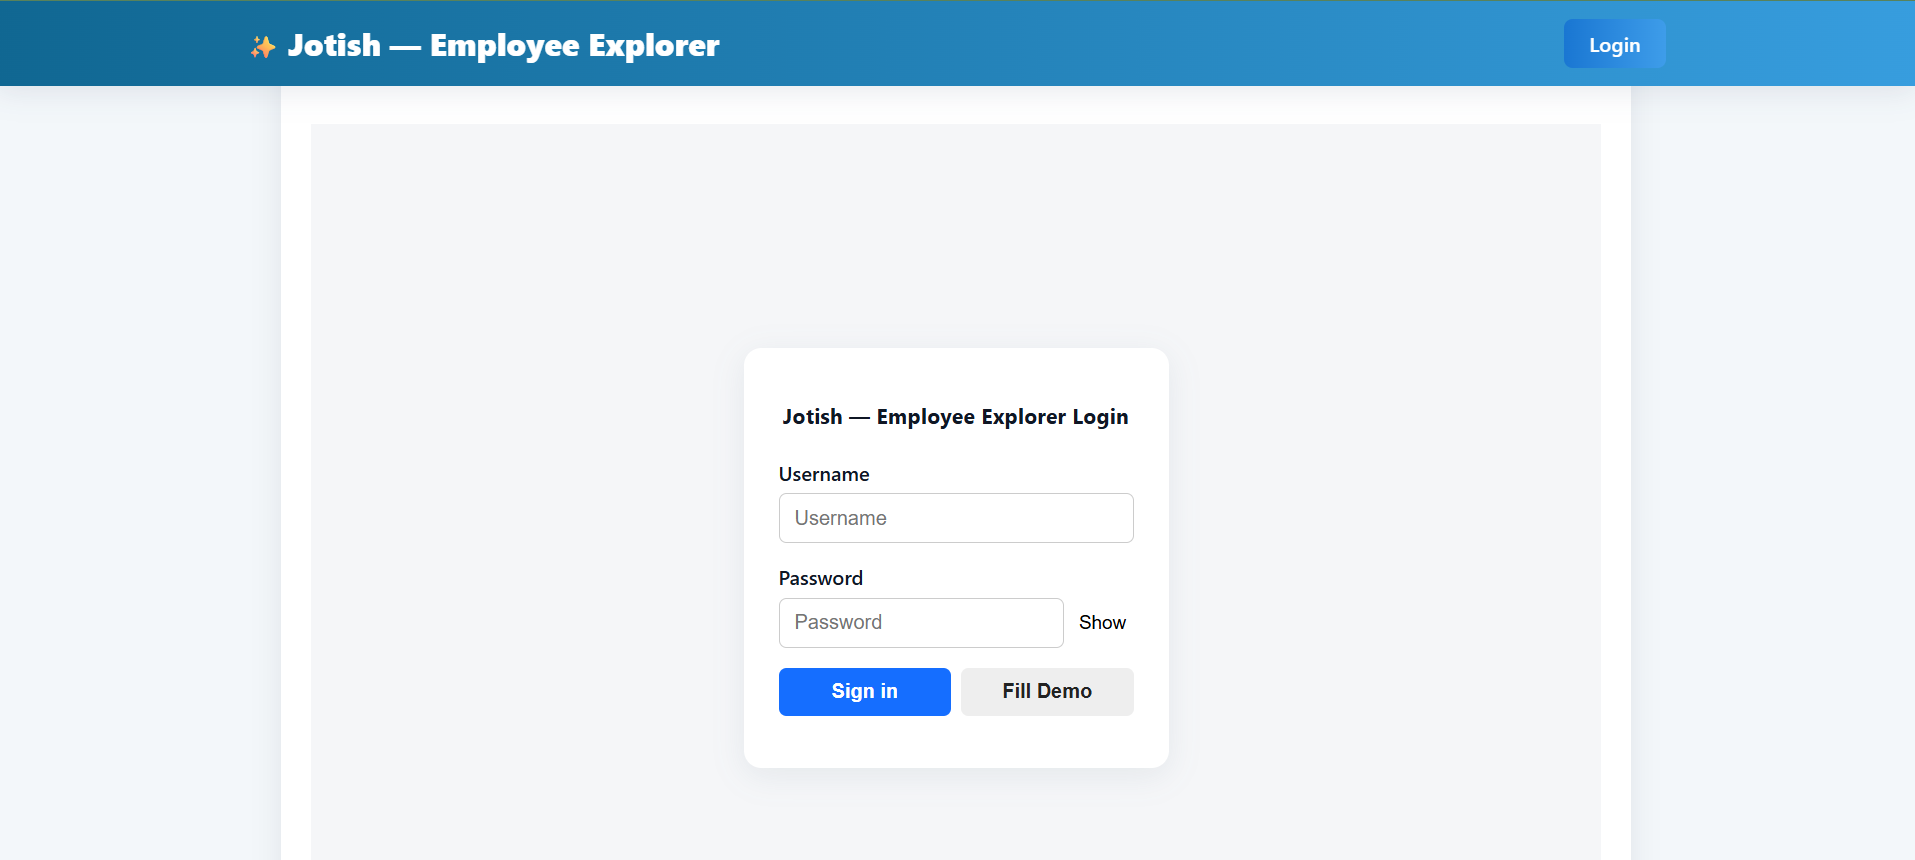 ✨ Jotish — Employee Explorer
Login
Jotish — Employee Explorer Login
Username
Username
Password
Password
Show
Sign in
Fill Demo